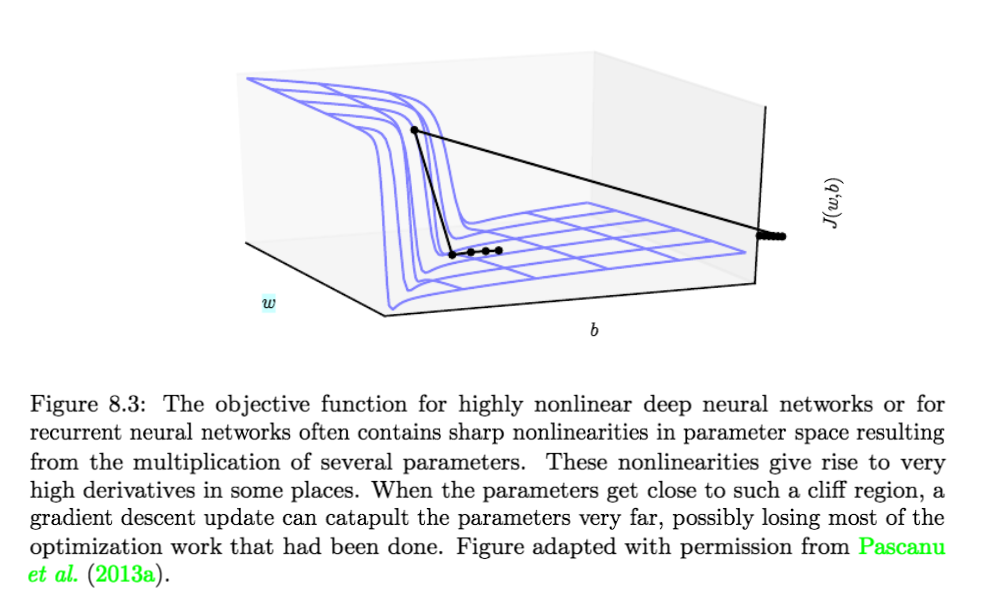 J(w,b)
w
b
Figure 8.3: The objective function for highly nonlinear deep neural networks or for
recurrent neural networks often contains sharp nonlinearities in parameter space resulting
from the multiplication of several parameters. These nonlinearities give rise to very
high derivatives in some places. When the parameters get close to such a cliff region, a
gradient descent update can catapult the parameters very far, possibly losing most of the
optimization work that had been done. Figure adapted with permission from Pascanu
et al. (2013a).